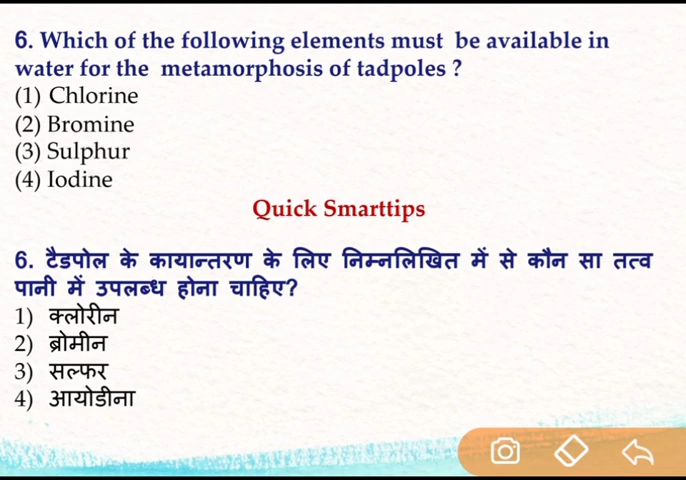 6. Which of the following elements must be available in
water for the metamorphosis of tadpoles ?
(1) Chlorine
(2) Bromine
(3) Sulphur
(4) Iodine
Quick Smarttips
6. टैडपोल के कायान्तरण के लिए निम्नलिखित में से कौन सा तत्व
पानी में उपलब्ध होना चाहिए?
1) क्लोरीन
2) ब्रोमीन
3) सल्फर
4) आयोडीना